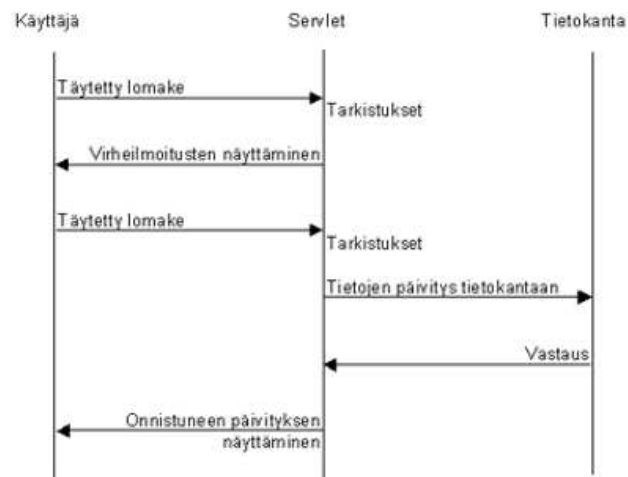 Käyttäjä
Servlet
Tietokanta
Täytetty lomake
Tarkistukset
Virheilmoitusten näyttäminen
Täytetty lomake
Tarkistukset
Tietojen päivitys tietokantaan
Vastaus
Onnistuneen päivityksen
näyttäminen